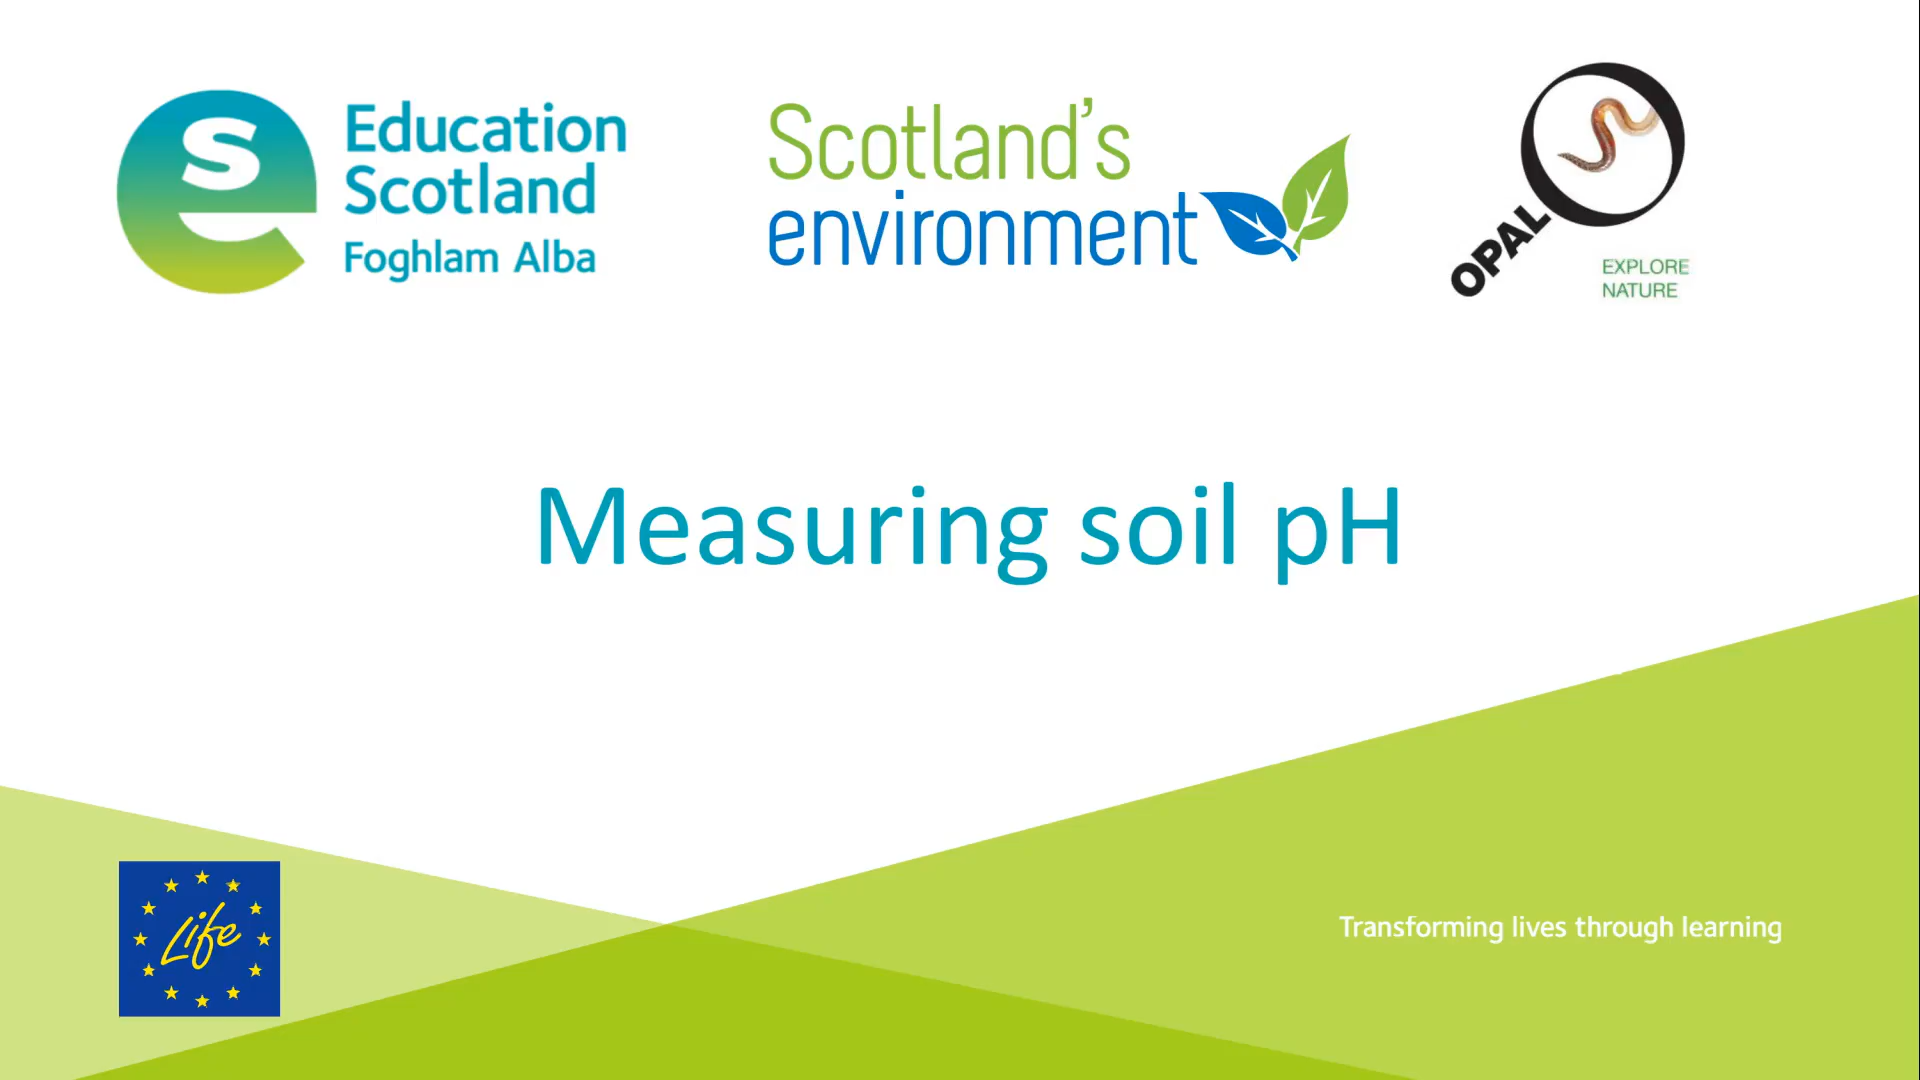 Education
Scotland
Foghlam Alba
Scotland's
environment
OPAL
EXPLORE
NATURE
Measuring soil pH
Life
Transforming lives through learning